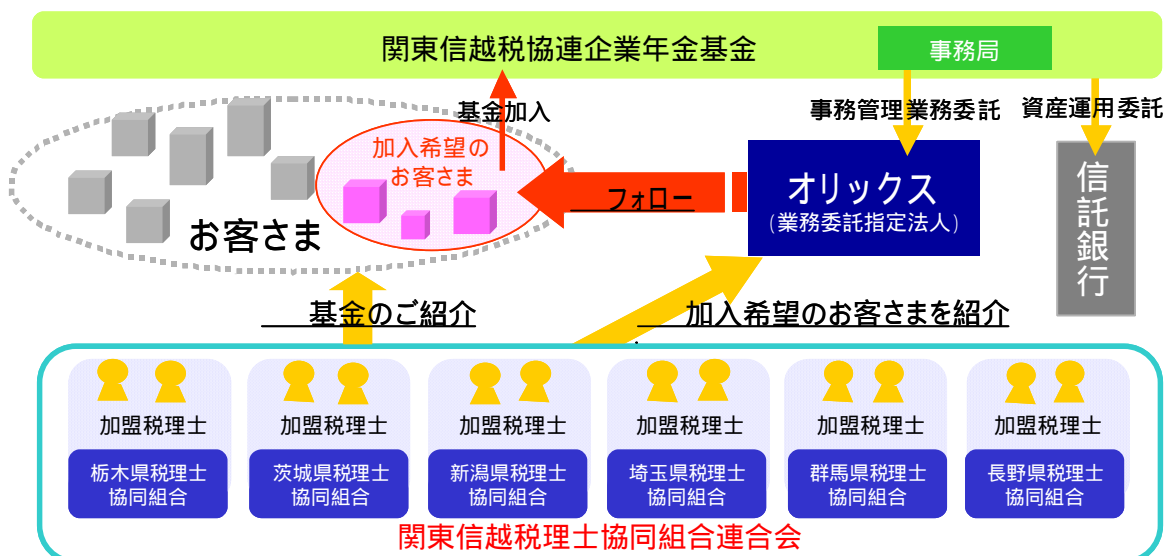 関東信越税協連企業年金基金
事務局
基金加入
事務管理業務委託
資産運用委託
加入希望の
お客さま
お客さま
フォロー
オリックス
(業務委託指定法人)
信託銀行
基金のご紹介
加入希望のお客さまを紹介
加盟税理士
加盟税理士
加盟税理士
加盟税理士
加盟税理士
加盟税理士
栃木県税理士
協同組合
茨城県税理士
協同組合
新潟県税理士
協同組合
埼玉県税理士
協同組合
群馬県税理士
協同組合
長野県税理士
協同組合
関東信越税理士協同組合連合会